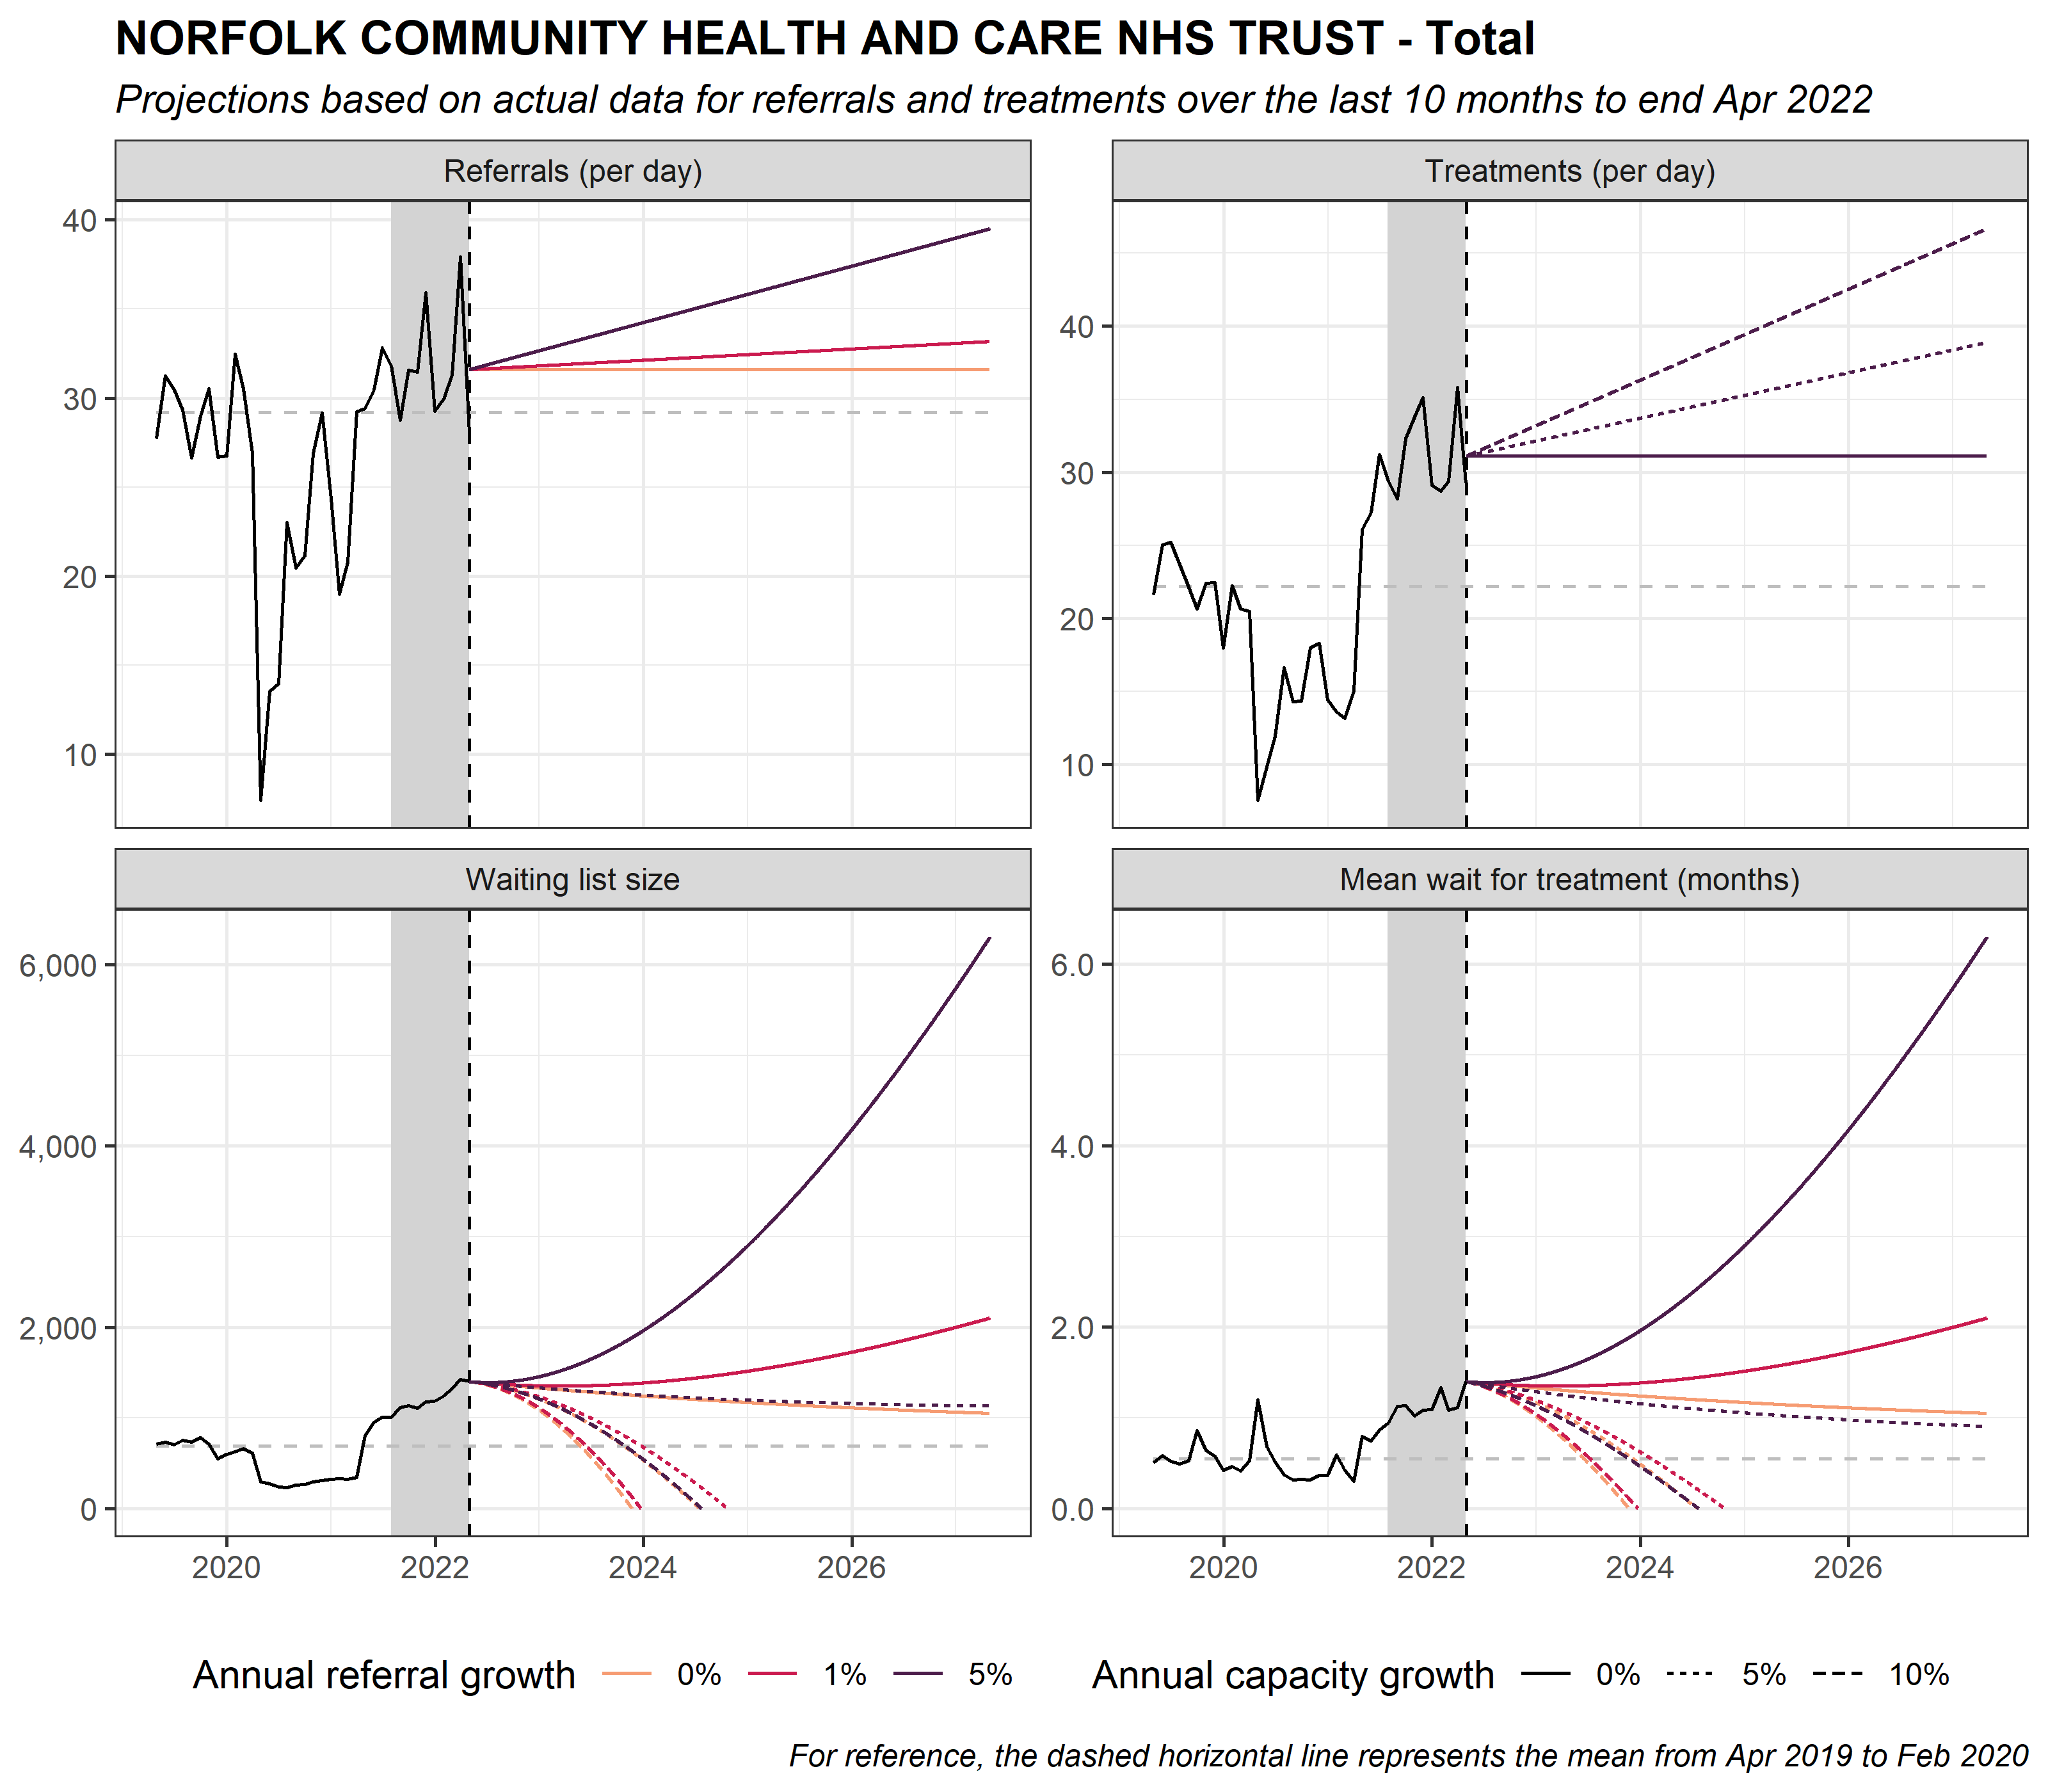 NORFOLK COMMUNITY HEALTH AND CARE NHS TRUST - Total
Projections based on actual data for referrals and treatments over the last 10 months to end Apr 2022
Referrals (per day)
40
30
20
10
Treatments (per day)
40
30
20
10
Waiting list size
6,000
4,000
2,000
0
2020 2022 2024 2026
Mean wait for treatment (months)
6.0
4.0
2.0
0.0
2020 2022 2024 2026
Annual referral growth 0% 1% 5%
Annual capacity growth 0% 5% 10%
For reference, the dashed horizontal line represents the mean from Apr 2019 to Feb 2020